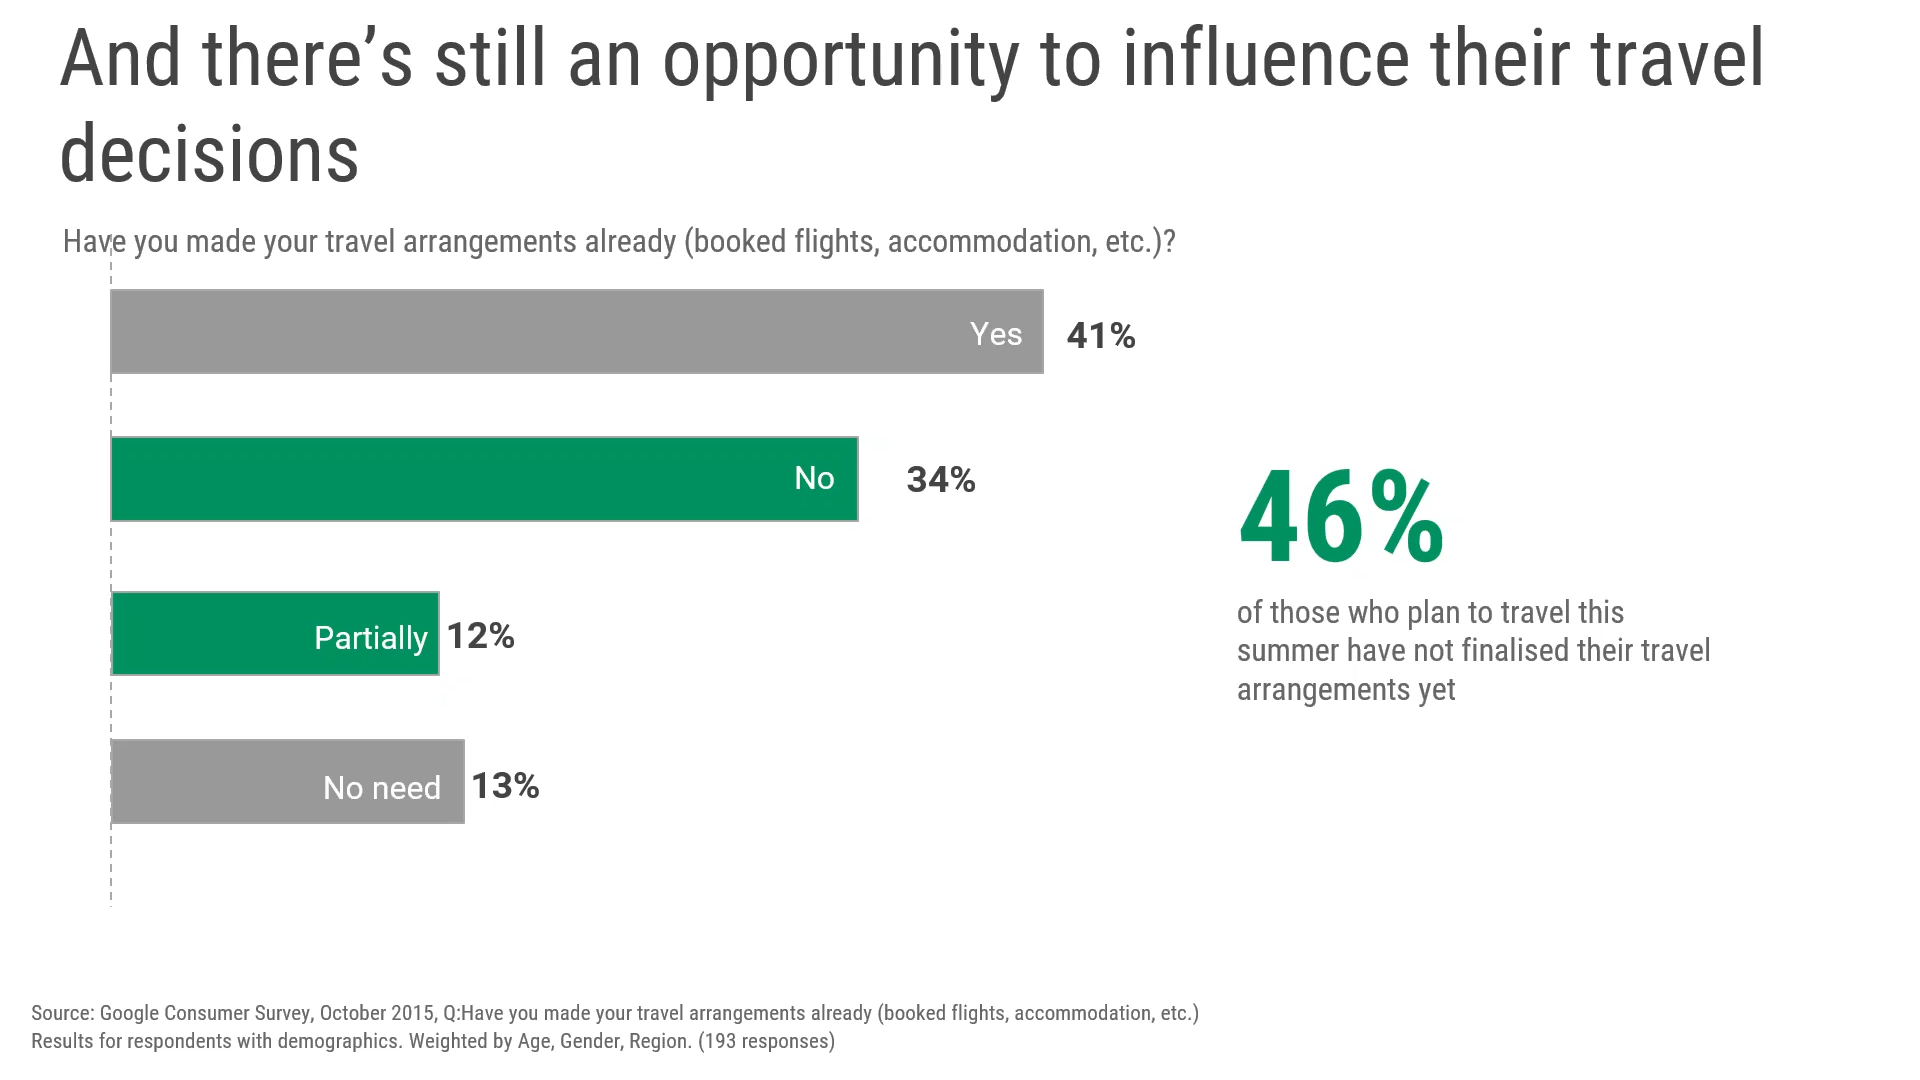 And there’s still an opportunity to influence their travel
decisions
Have you made your travel arrangements already (booked flights, accommodation, etc.)?
Yes 41%
No 34%
Partially 12%
No need 13%
46%
of those who plan to travel this
summer have not finalised their travel
arrangements yet
Source: Google Consumer Survey, October 2015, Q:Have you made your travel arrangements already (booked flights, accommodation, etc.)
Results for respondents with demographics. Weighted by Age, Gender, Region. (193 responses)